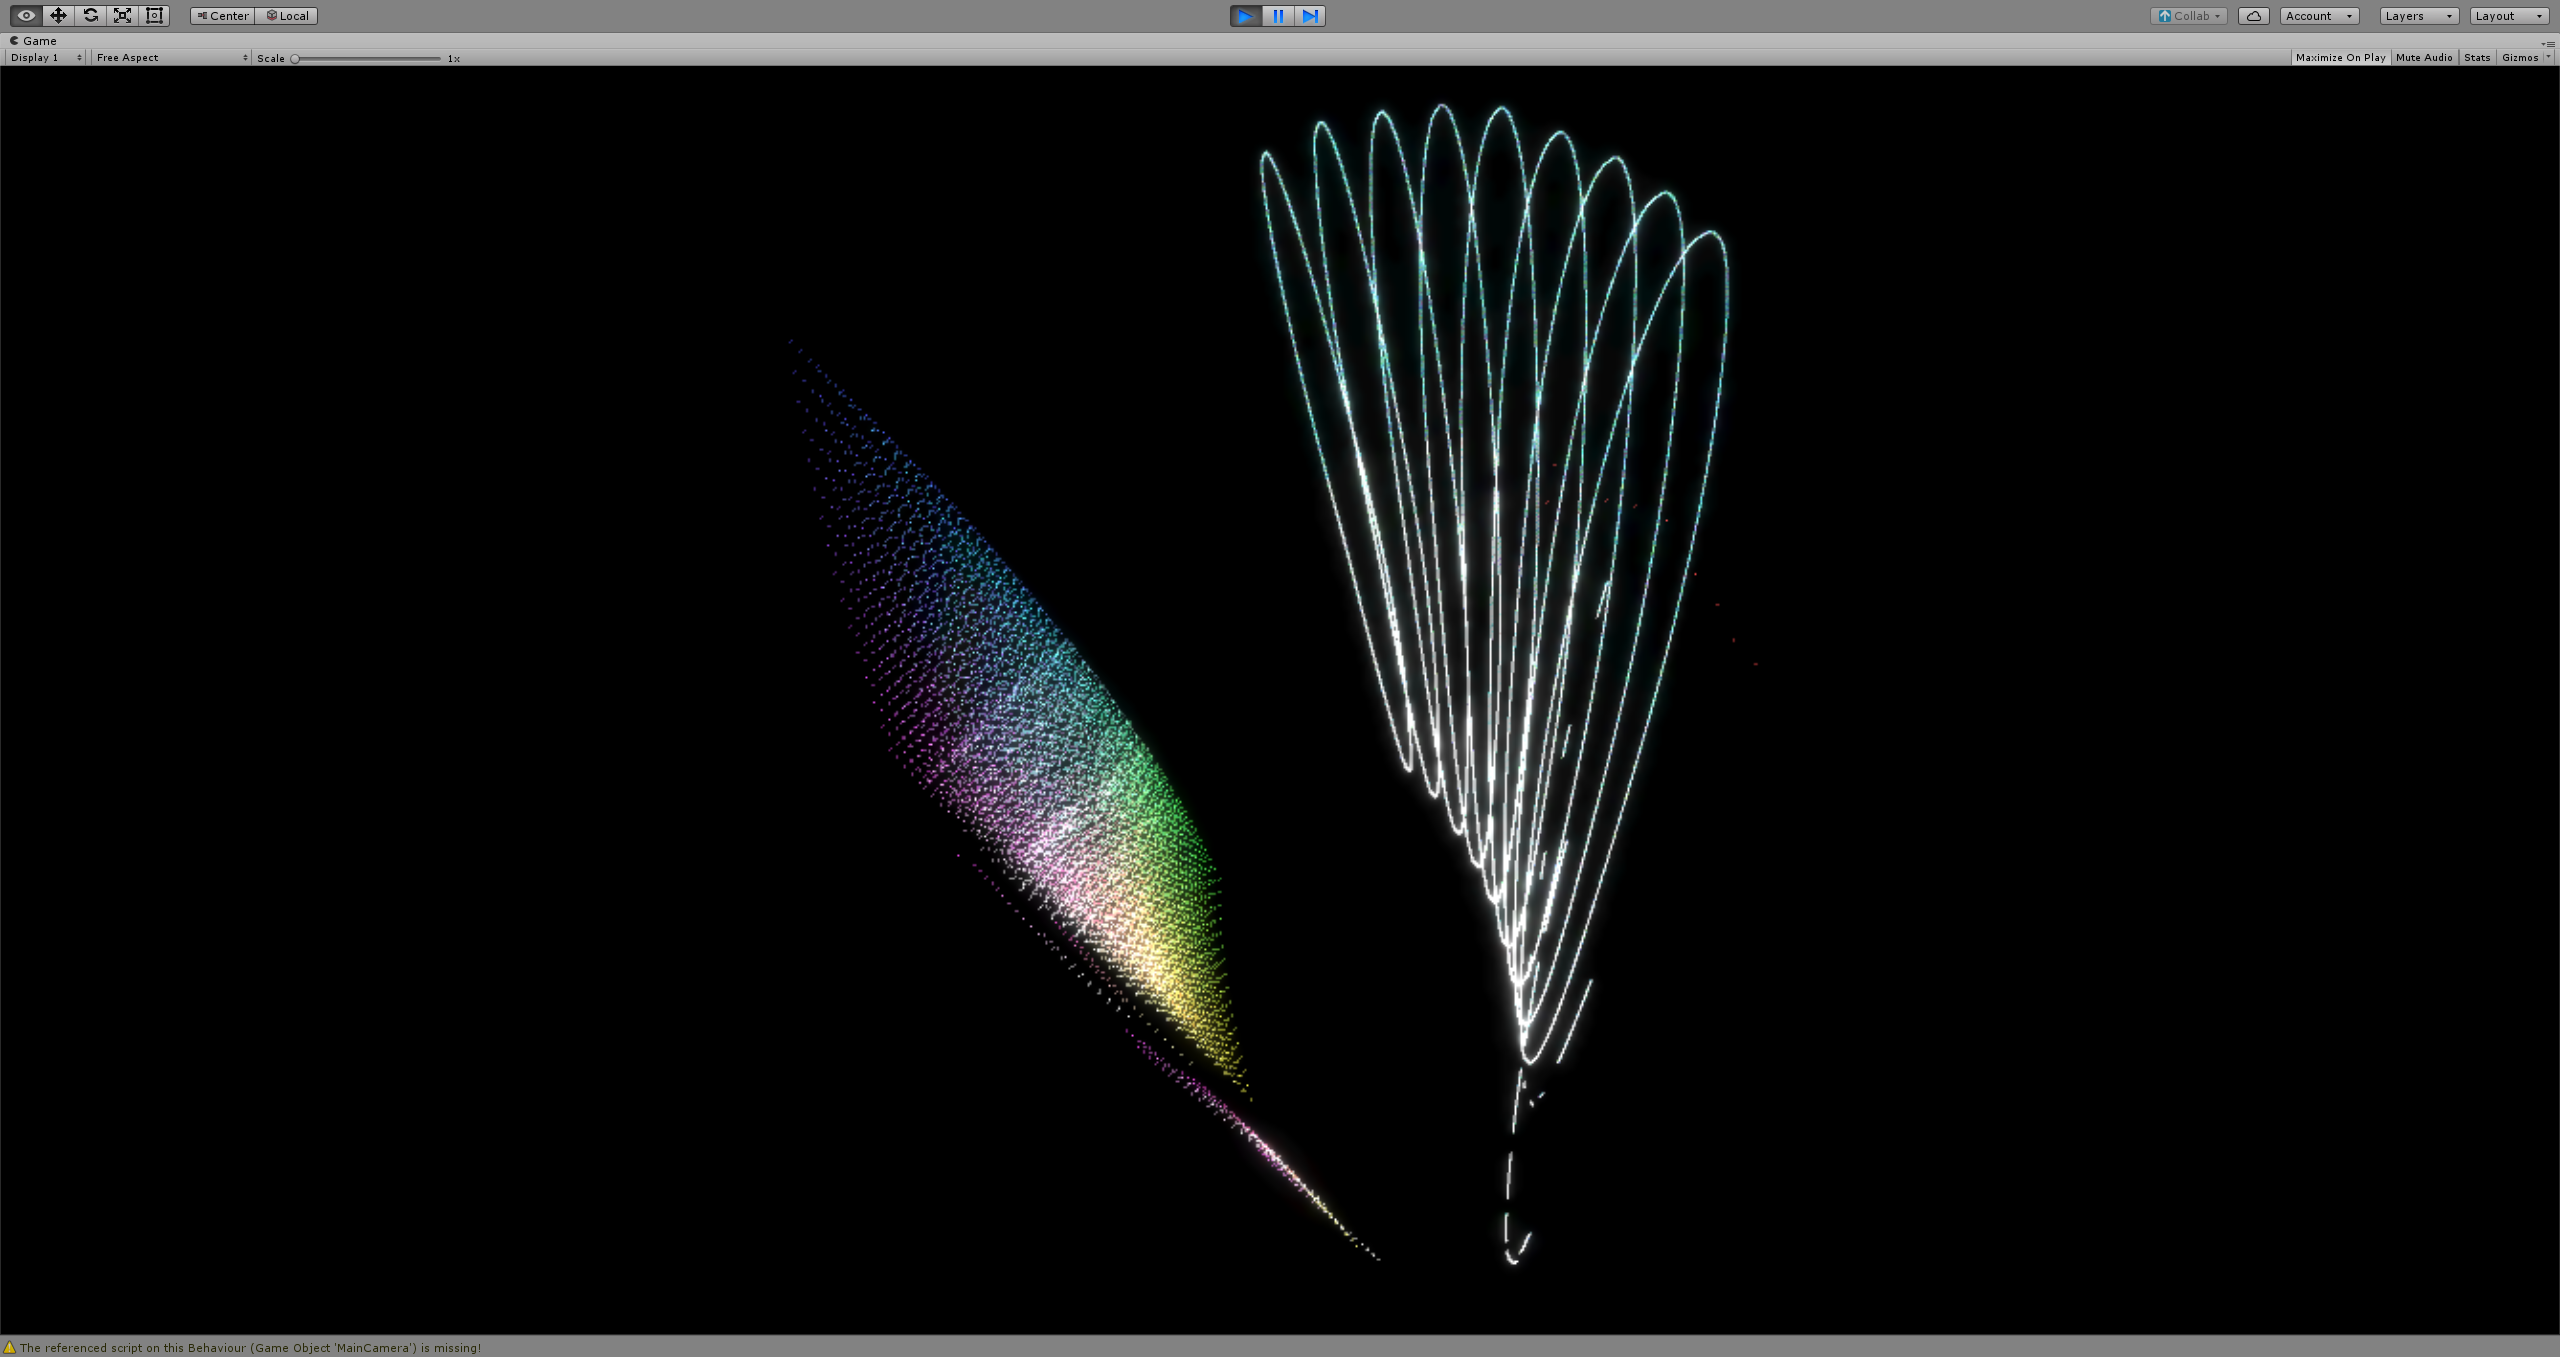 Center Local Collab Account Layers Layout
Game
Display 1 Free Aspect Scale 1x Maximize On Play Mute Audio Stats Gizmos
The referenced script on this Behaviour (Game Object 'MainCamera') is missing!